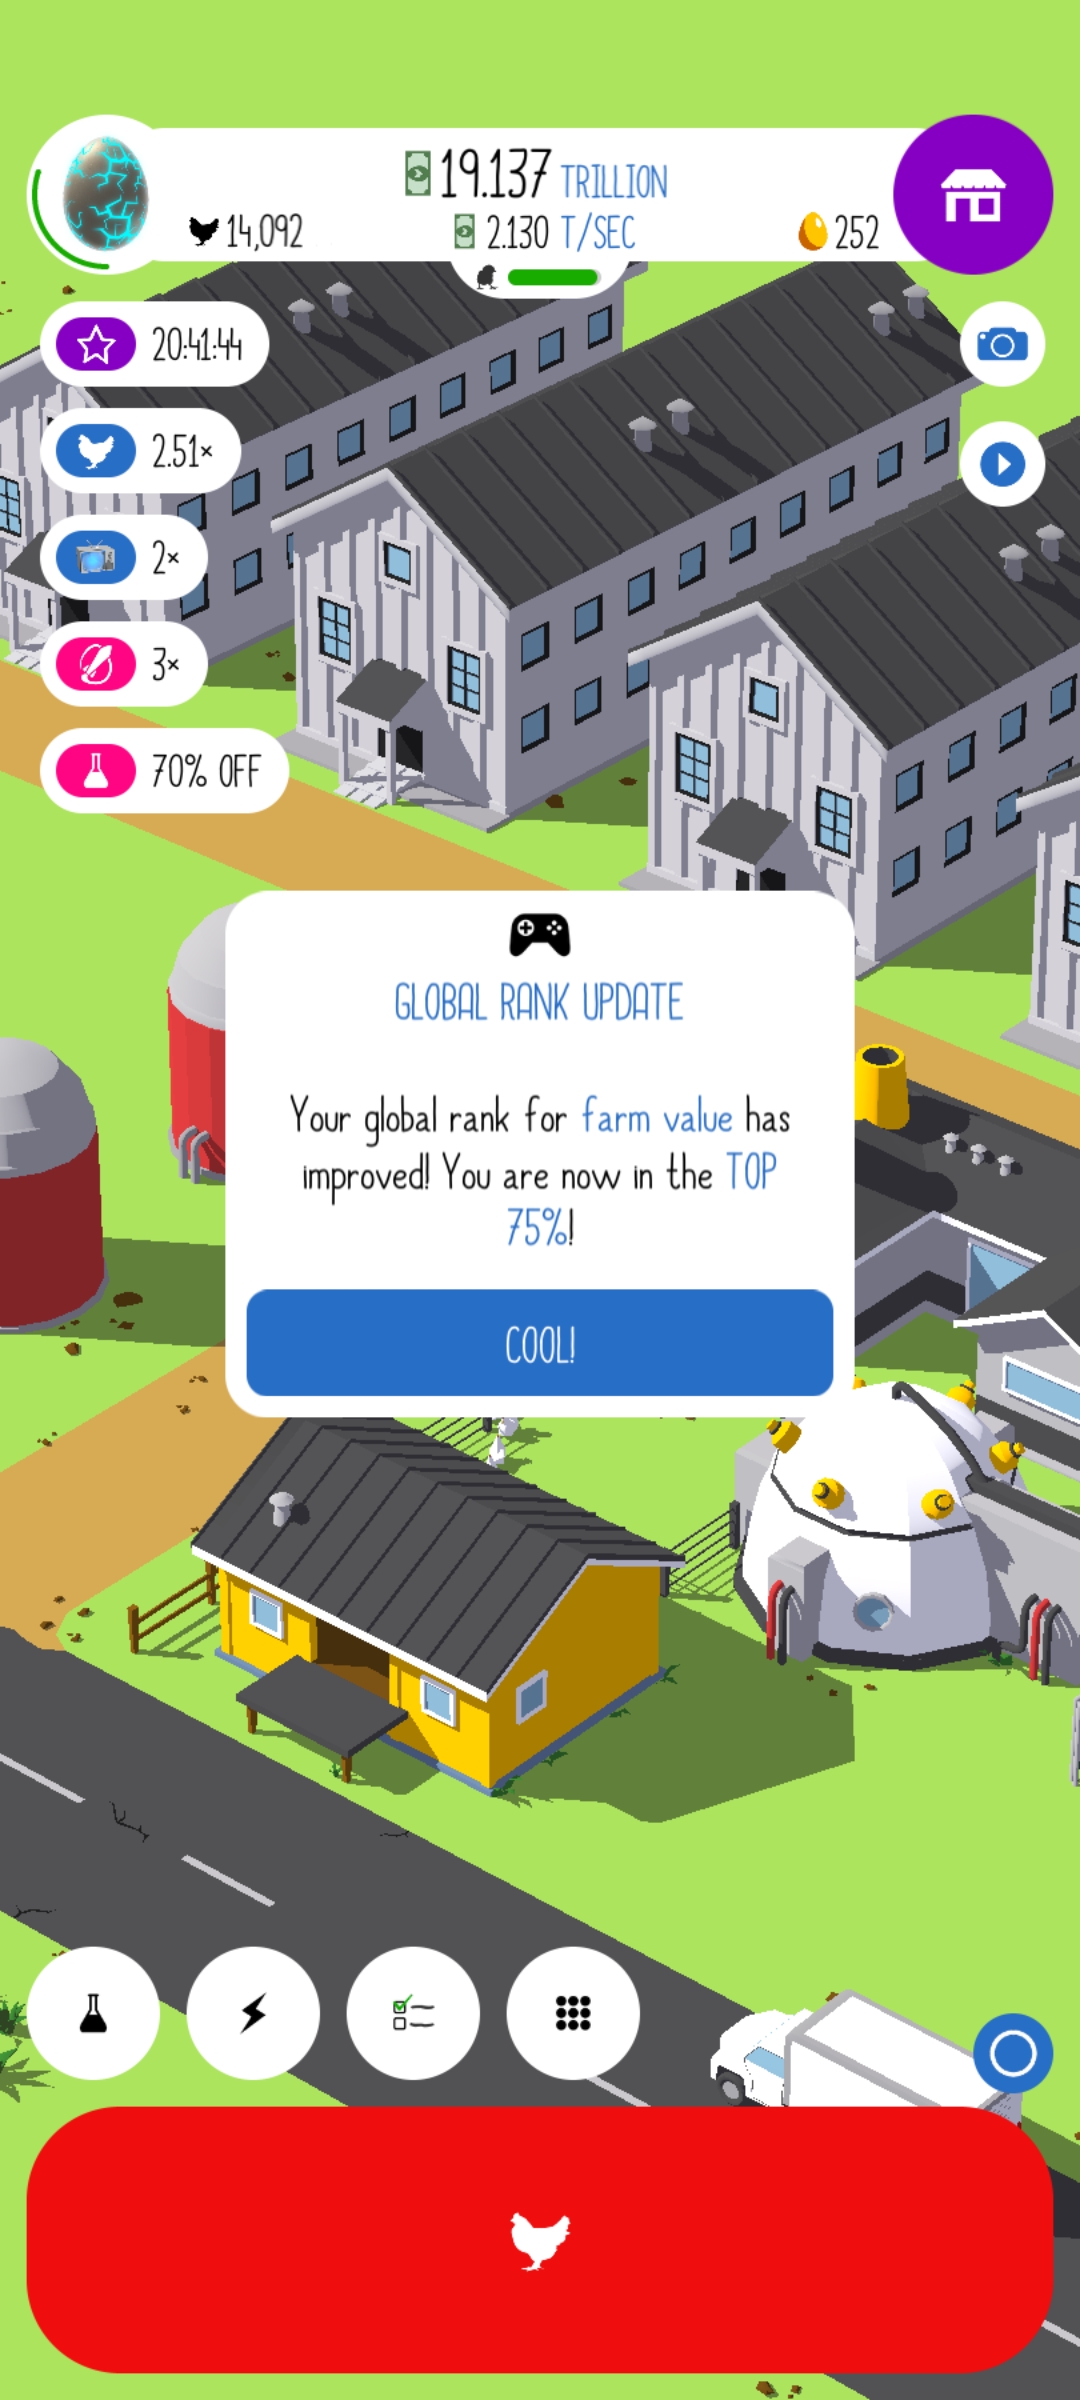 19.137 TRILLION
14,092
2.130 T/SEC
252
20:41:44
2.51×
2×
3×
70% OFF
GLOBAL RANK UPDATE
Your global rank for farm value has
improved! You are now in the TOP
75%!
COOL!